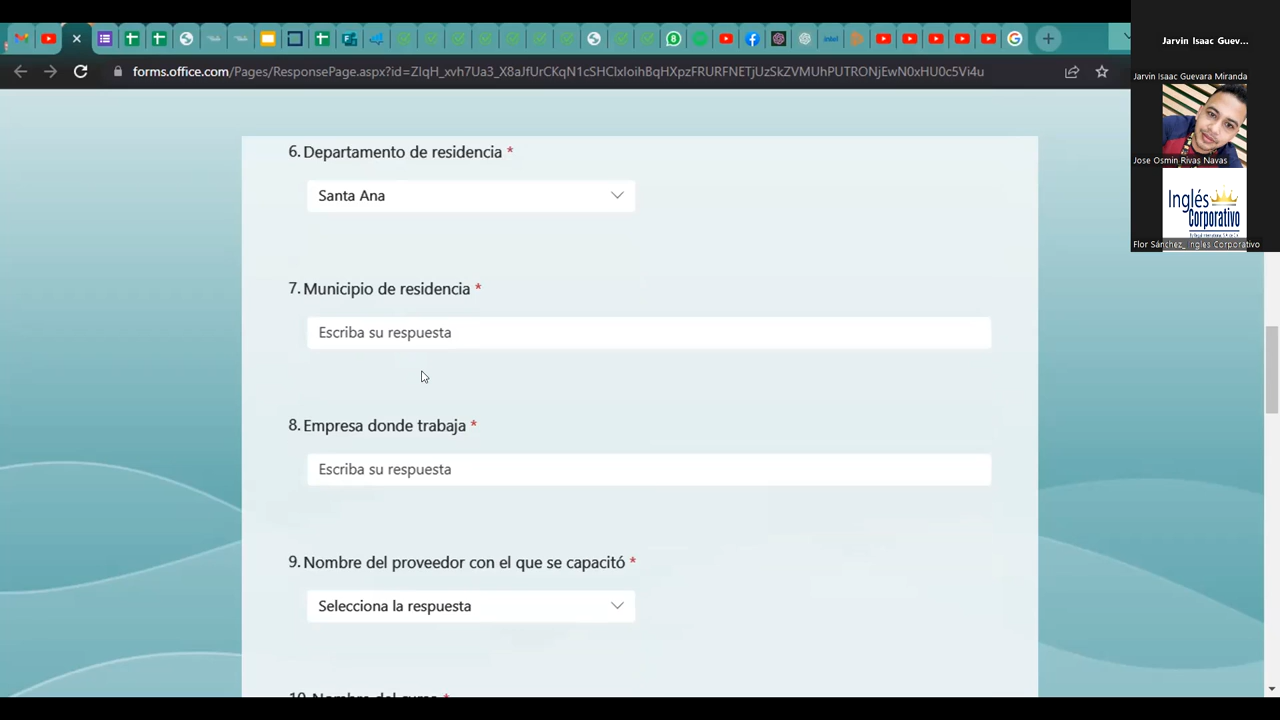 forms.office.com/Pages/ResponsePage.aspx?id=ZIqH_xvh7Ua3_X8aJfUrCKqN1cSHClxIoihBqHXpzFRURFNETjUzSkZVMUhPUTRONjEwN0xHU0c5Vi4u
Jarvin Isaac Guev...
Jarvin Isaac Guevara Miranda
Jose Osmin Rivas Navas
Inglés
Corporativo
Flor Sánchez_ Ingles Corporativo
6. Departamento de residencia *
Santa Ana
7. Municipio de residencia *
Escriba su respuesta
8. Empresa donde trabaja *
Escriba su respuesta
9. Nombre del proveedor con el que se capacitó *
Selecciona la respuesta